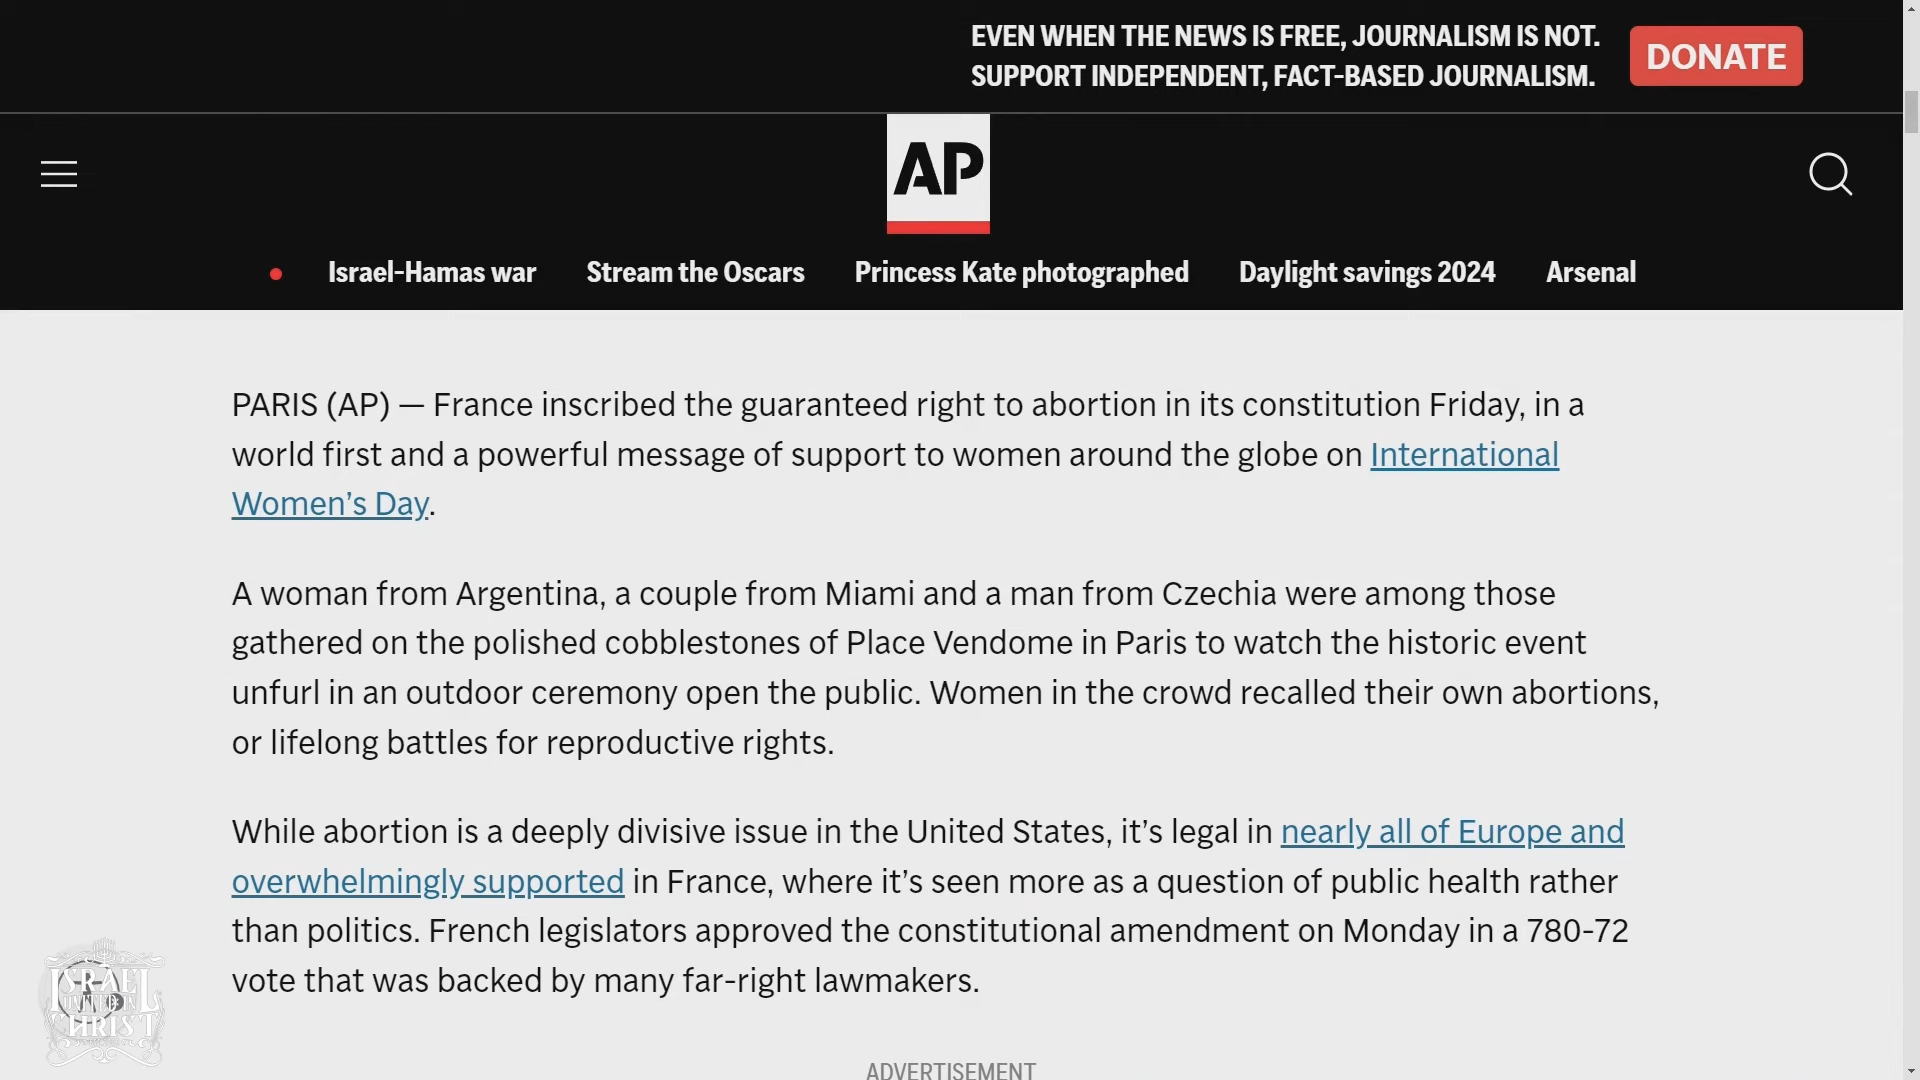 EVEN WHEN THE NEWS IS FREE, JOURNALISM IS NOT.
SUPPORT INDEPENDENT, FACT-BASED JOURNALISM.
DONATE
AP
Israel-Hamas war
Stream the Oscars
Princess Kate photographed
Daylight savings 2024
Arsenal
PARIS (AP) — France inscribed the guaranteed right to abortion in its constitution Friday, in a
world first and a powerful message of support to women around the globe on International
Women’s Day.
A woman from Argentina, a couple from Miami and a man from Czechia were among those
gathered on the polished cobblestones of Place Vendome in Paris to watch the historic event
unfurl in an outdoor ceremony open the public. Women in the crowd recalled their own abortions,
or lifelong battles for reproductive rights.
While abortion is a deeply divisive issue in the United States, it’s legal in nearly all of Europe and
overwhelmingly supported in France, where it’s seen more as a question of public health rather
than politics. French legislators approved the constitutional amendment on Monday in a 780-72
vote that was backed by many far-right lawmakers.
ISRAEL
UNITED IN
CHRIST
ADVERTISEMENT